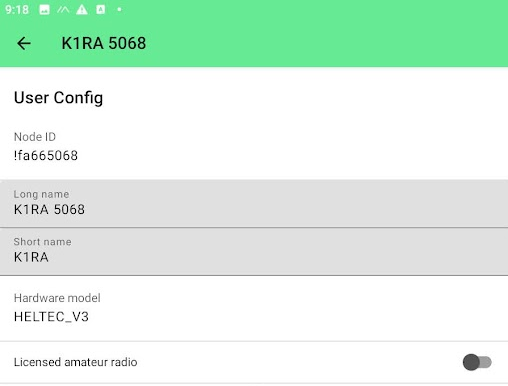 9:18
K1RA 5068
User Config
Node ID
!fa665068
Long name
K1RA 5068
Short name
K1RA
Hardware model
HELTEC_V3
Licensed amateur radio